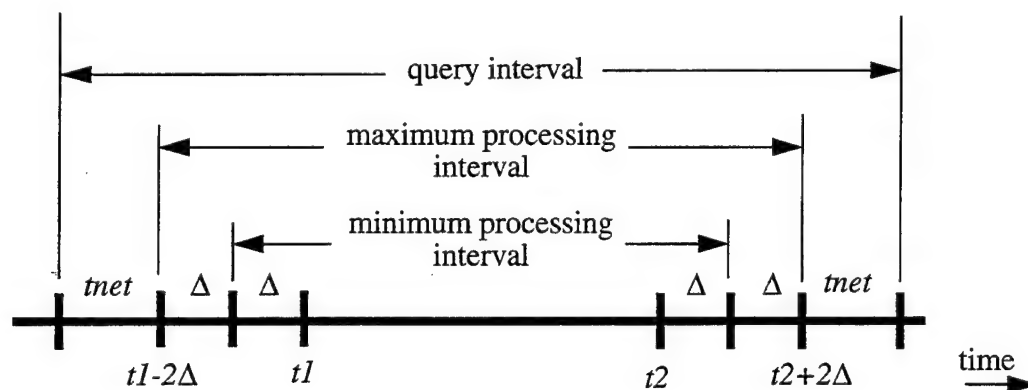 query interval
maximum processing
interval
minimum processing
interval
tnet Δ Δ Δ Δ tnet
t1-2Δ t1 t2 t2+2Δ time